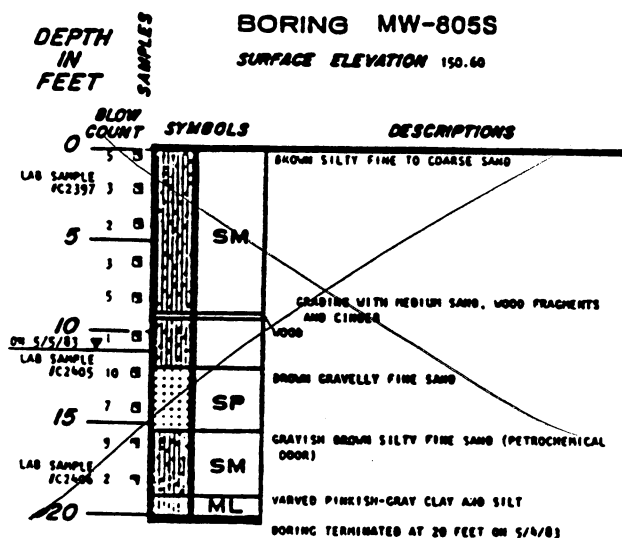 BORING MW-805S
SURFACE ELEVATION 150.60
DEPTH
IN
FEET
SAMPLES
BLOW
COUNT
SYMBOLS
DESCRIPTIONS
0
5
BROWN SILTY FINE TO COARSE SAND
LAB SAMPLE
/C2397
3
2
5
SM
3
5
GRADING WITH MEDIUM SAND, WOOD FRAGMENTS
AND CINDER
WOOD
10
1
ON 5/5/83
LAB SAMPLE
/C2405
10
BROWN GRAVELLY FINE SAND
7
SP
15
9
GRAYISH BROWN SILTY FINE SAND (PETROCHEMICAL
DOOR)
SM
LAB SAMPLE
/C2406
2
ML
VARVED PINKISH-GRAY CLAY AND SILT
20
BORING TERMINATED AT 20 FEET ON 5/4/83